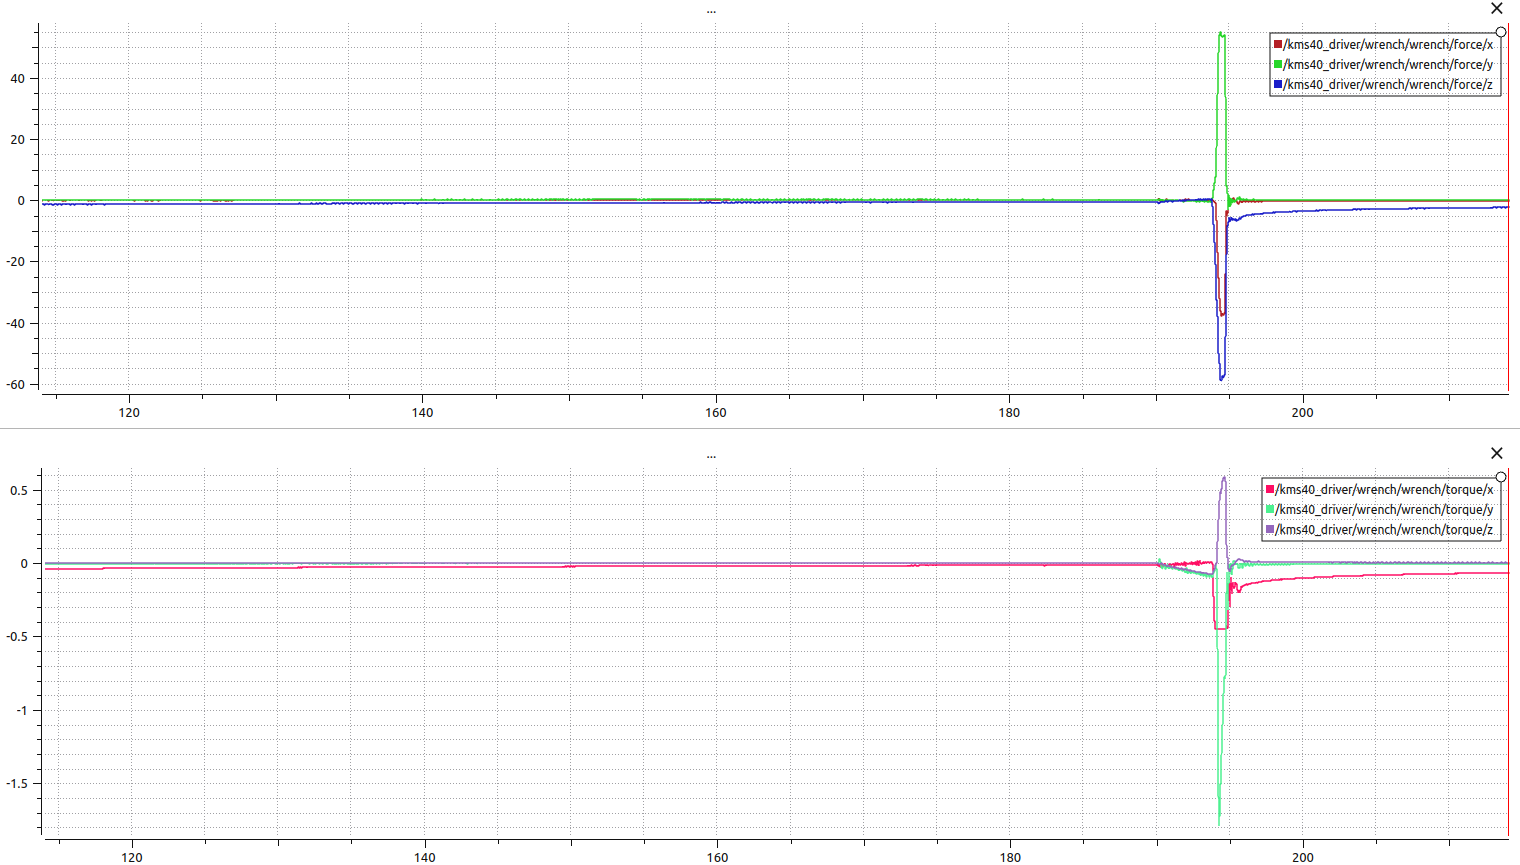 ...
/kms40_driver/wrench/wrench/force/x
/kms40_driver/wrench/wrench/force/y
/kms40_driver/wrench/wrench/force/z
40
20
0
-20
-40
-60
120 140 160 180 200
...
/kms40_driver/wrench/wrench/torque/x
/kms40_driver/wrench/wrench/torque/y
/kms40_driver/wrench/wrench/torque/z
0.5
0
-0.5
-1
-1.5
120 140 160 180 200